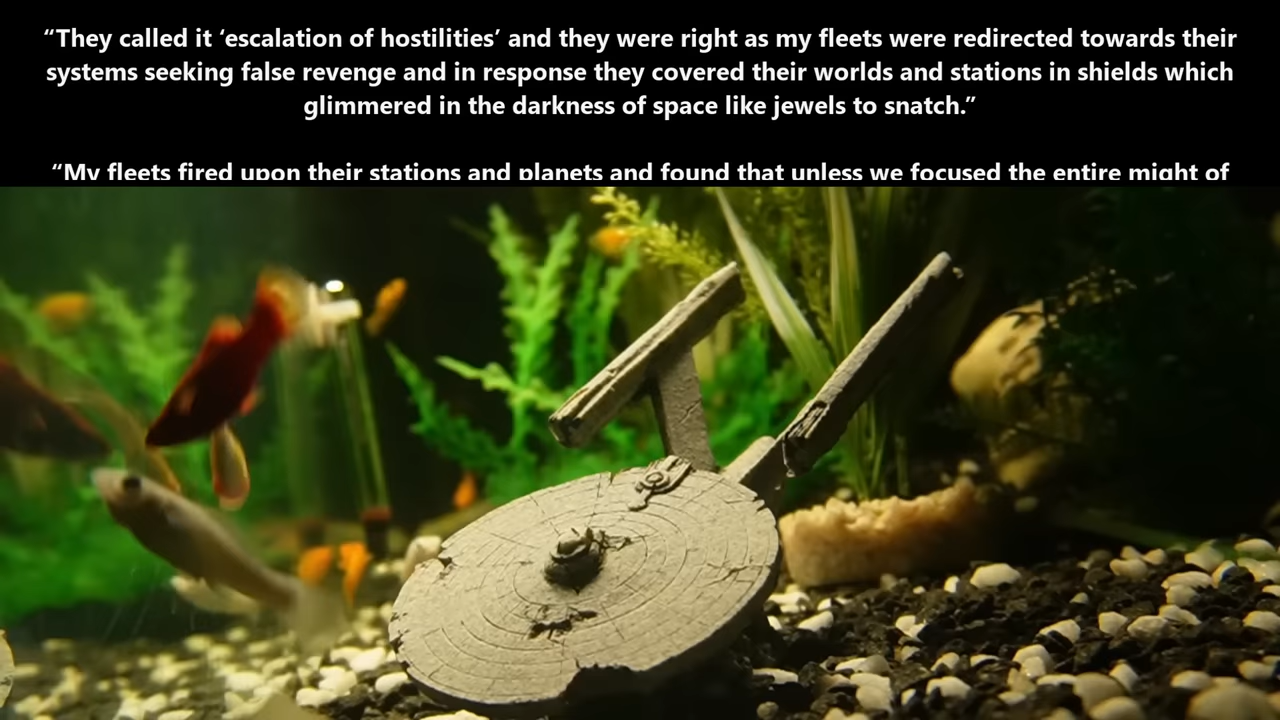 “They called it ‘escalation of hostilities’ and they were right as my fleets were redirected towards their
systems seeking false revenge and in response they covered their worlds and stations in shields which
glimmered in the darkness of space like jewels to snatch.”
“My fleets fired upon their stations and planets and found that unless we focused the entire might of